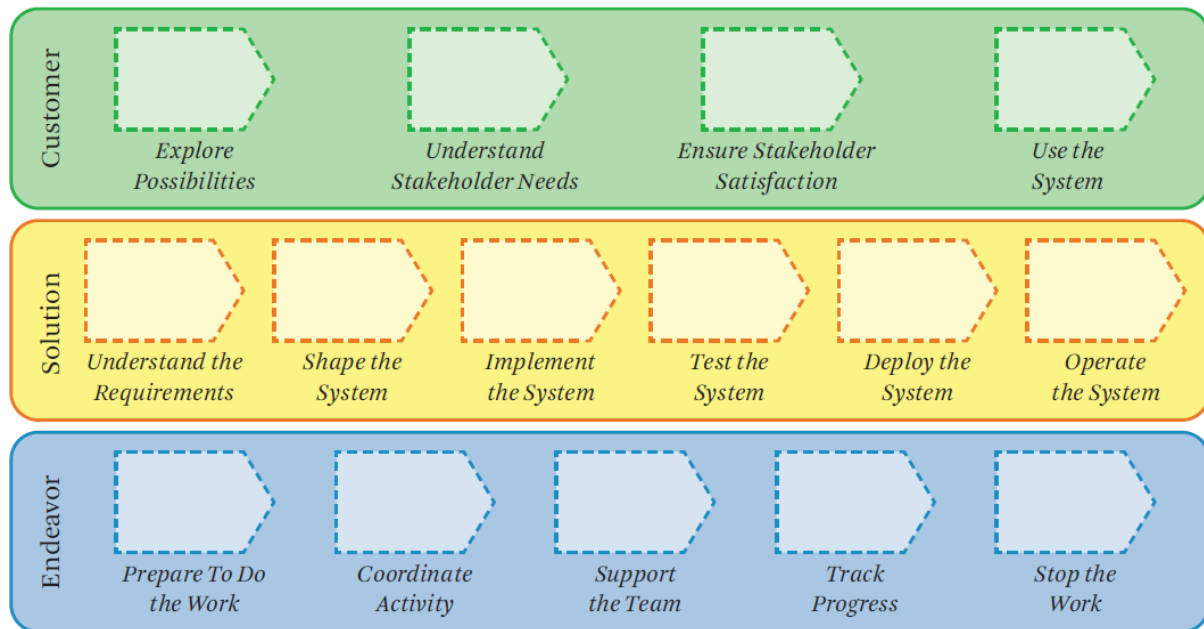 Customer
Explore
Possibilities
Understand
Stakeholder Needs
Ensure Stakeholder
Satisfaction
Use the
System
Solution
Understand the
Requirements
Shape the
System
Implement
the System
Test the
System
Deploy the
System
Operate
the System
Endeavor
Prepare To Do
the Work
Coordinate
Activity
Support
the Team
Track
Progress
Stop the
Work